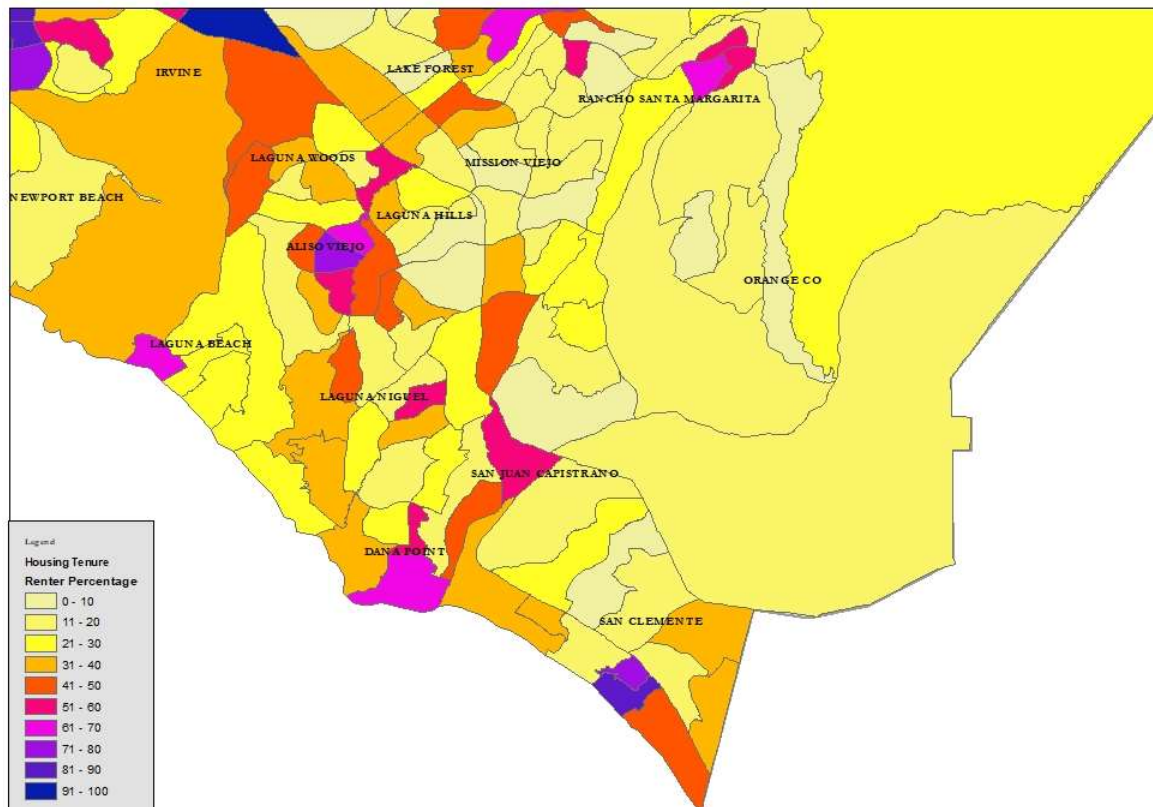 IRVINE
LAKE FOREST
RANCHO SANTA MARGARITA
LAGUNA WOODS
MISSION VIEJO
NEWPORT BEACH
LAGUNA HILLS
ALISO VIEJO
ORANGE CO
LAGUNA BEACH
LAGUNA NIGUEL
SAN JUAN CAPISTRANO
DANA POINT
SAN CLEMENTE
Legend
Housing Tenure
Renter Percentage
0 - 10
11 - 20
21 - 30
31 - 40
41 - 50
51 - 60
61 - 70
71 - 80
81 - 90
91 - 100